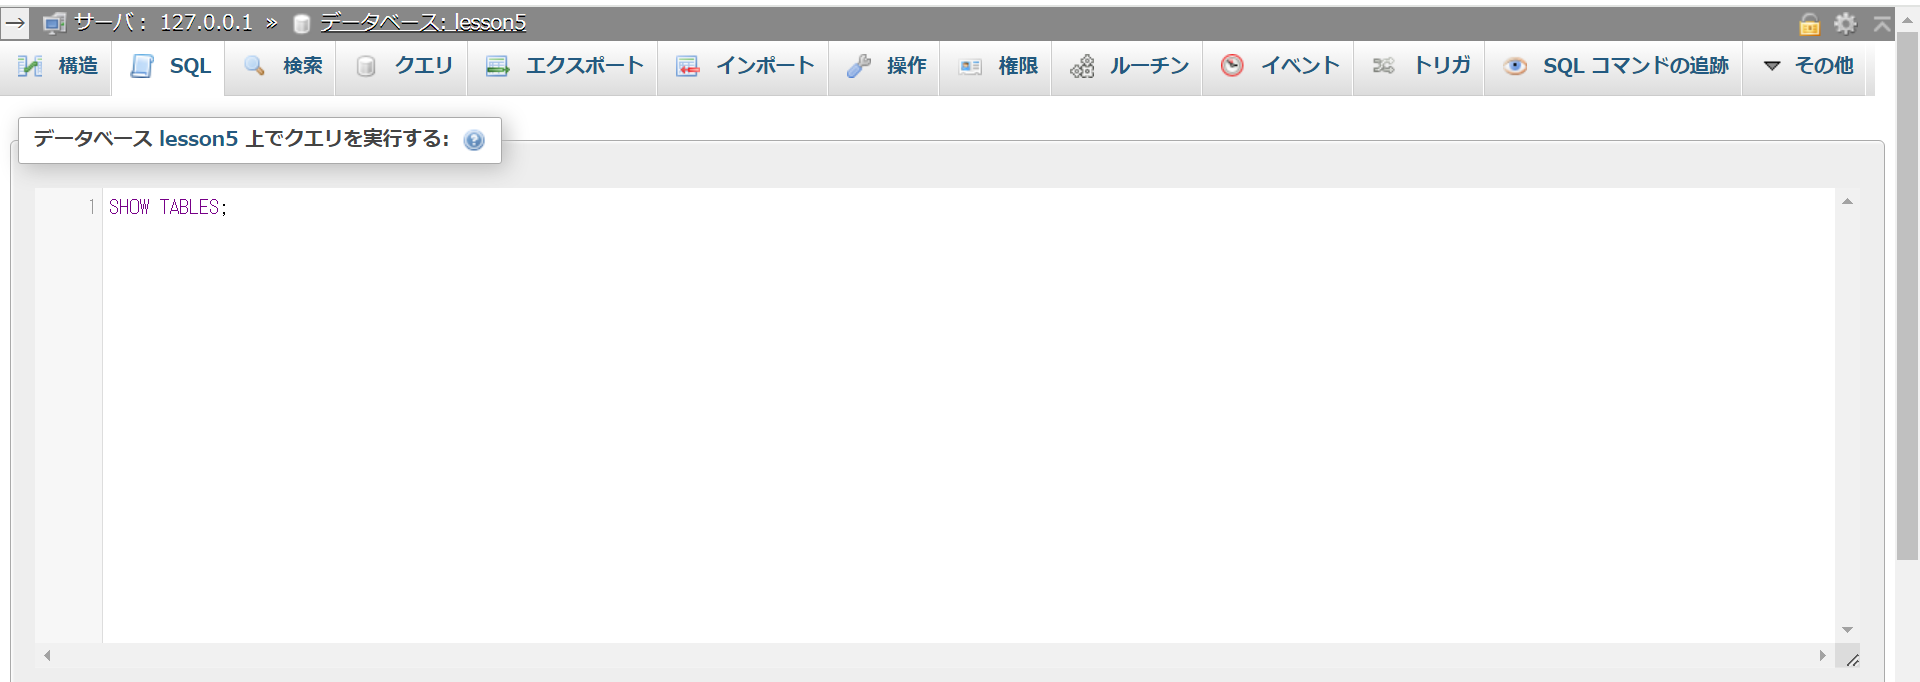 → サーバ： 127.0.0.1 » データベース: lesson5
構造 SQL 検索 クエリ エクスポート インポート 操作 権限 ルーチン イベント トリガ SQL コマンドの追跡 その他
データベース lesson5 上でクエリを実行する:
1 SHOW TABLES;